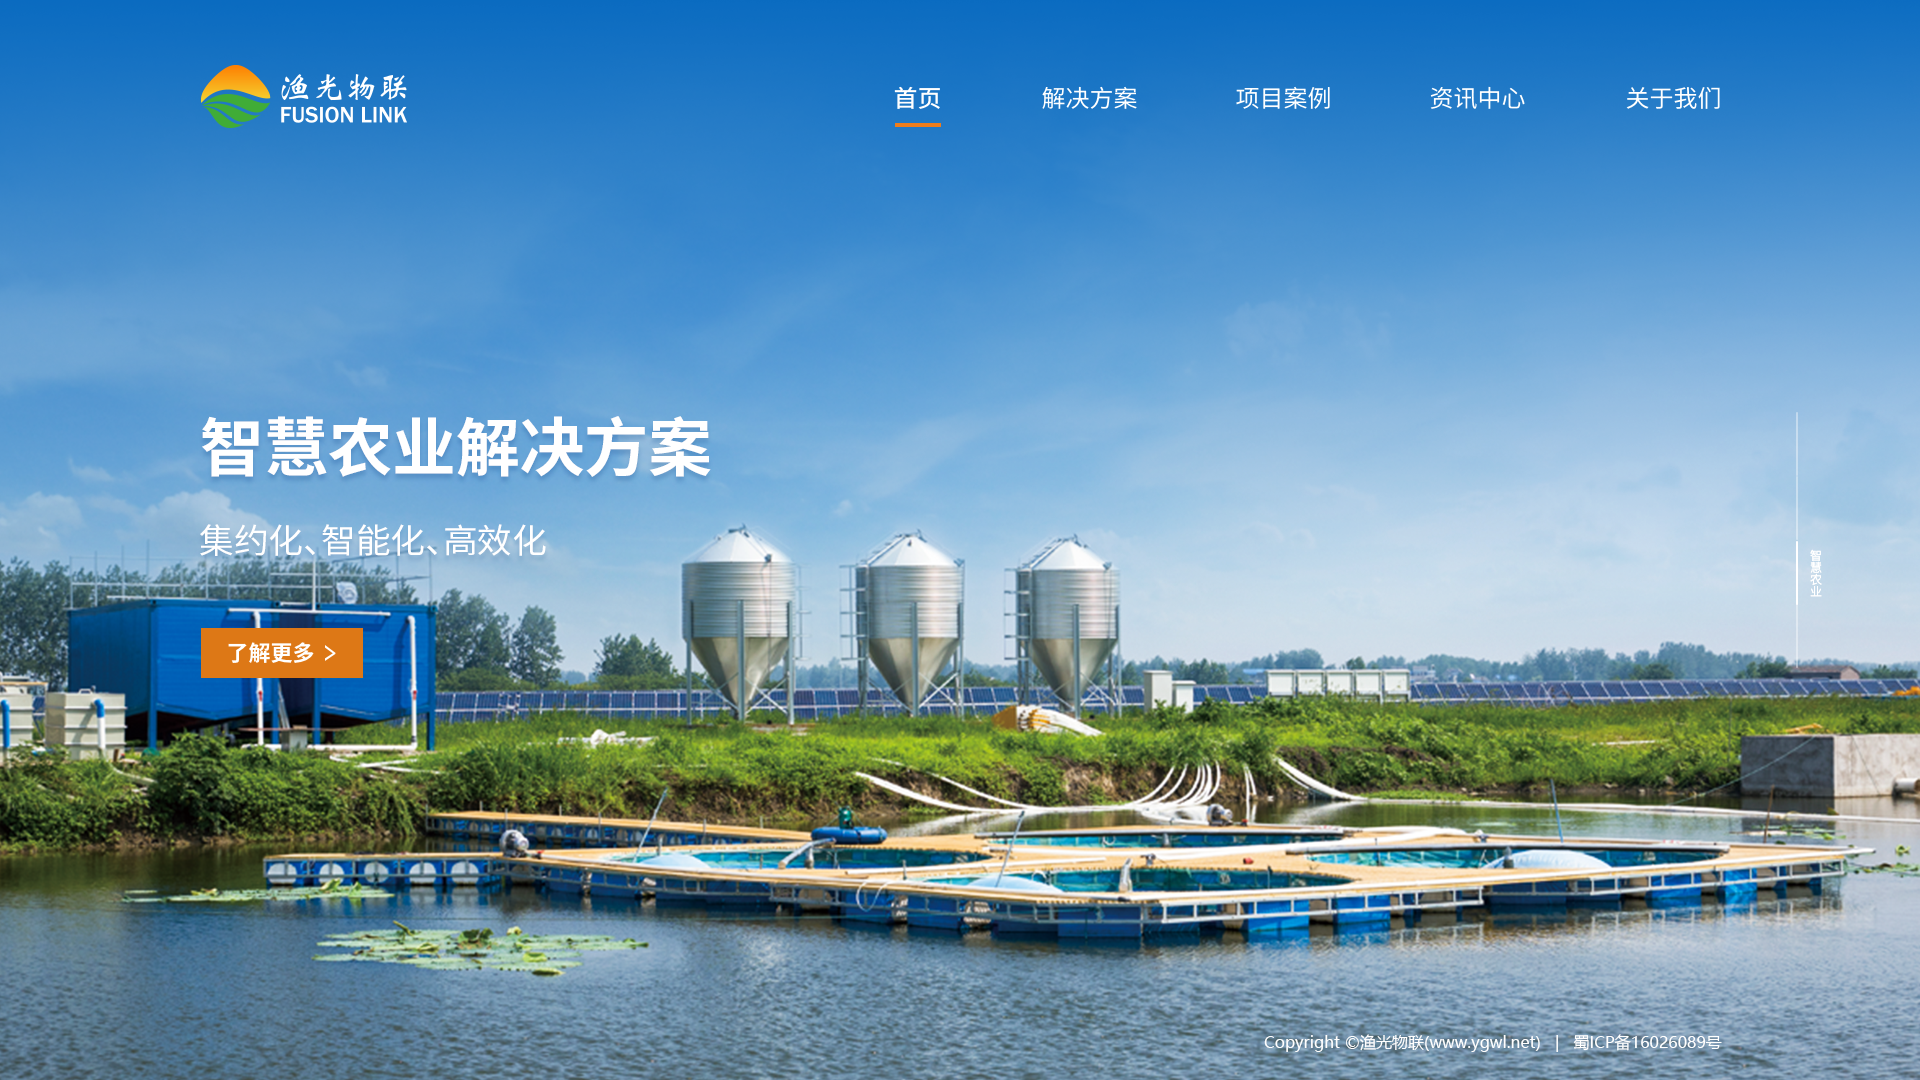 渔光物联
FUSION LINK
首页
解决方案
项目案例
资讯中心
关于我们
智慧农业解决方案
集约化、智能化、高效化
了解更多 >
智慧农业
Copyright ©渔光物联(www.ygwl.net) | 蜀ICP备16026089号